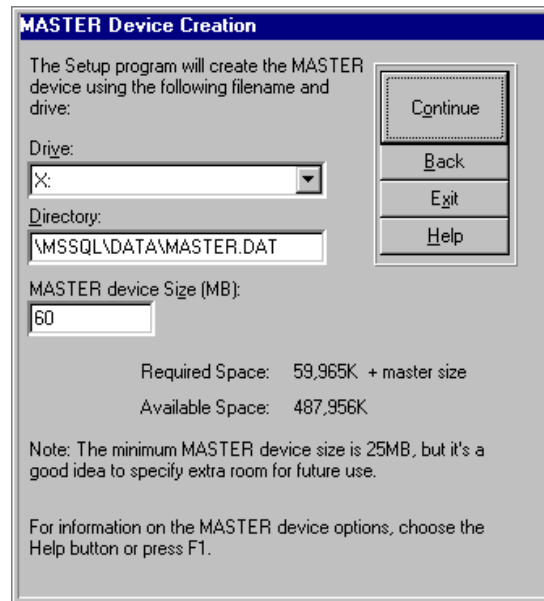 MASTER Device Creation
The Setup program will create the MASTER
device using the following filename and
drive:
Drive:
X:
Directory:
\MSSQL\DATA\MASTER.DAT
MASTER device Size (MB):
60
Continue
Back
Exit
Help
Required Space: 59,965K + master size
Available Space: 487,956K
Note: The minimum MASTER device size is 25MB, but it's a
good idea to specify extra room for future use.
For information on the MASTER device options, choose the
Help button or press F1.